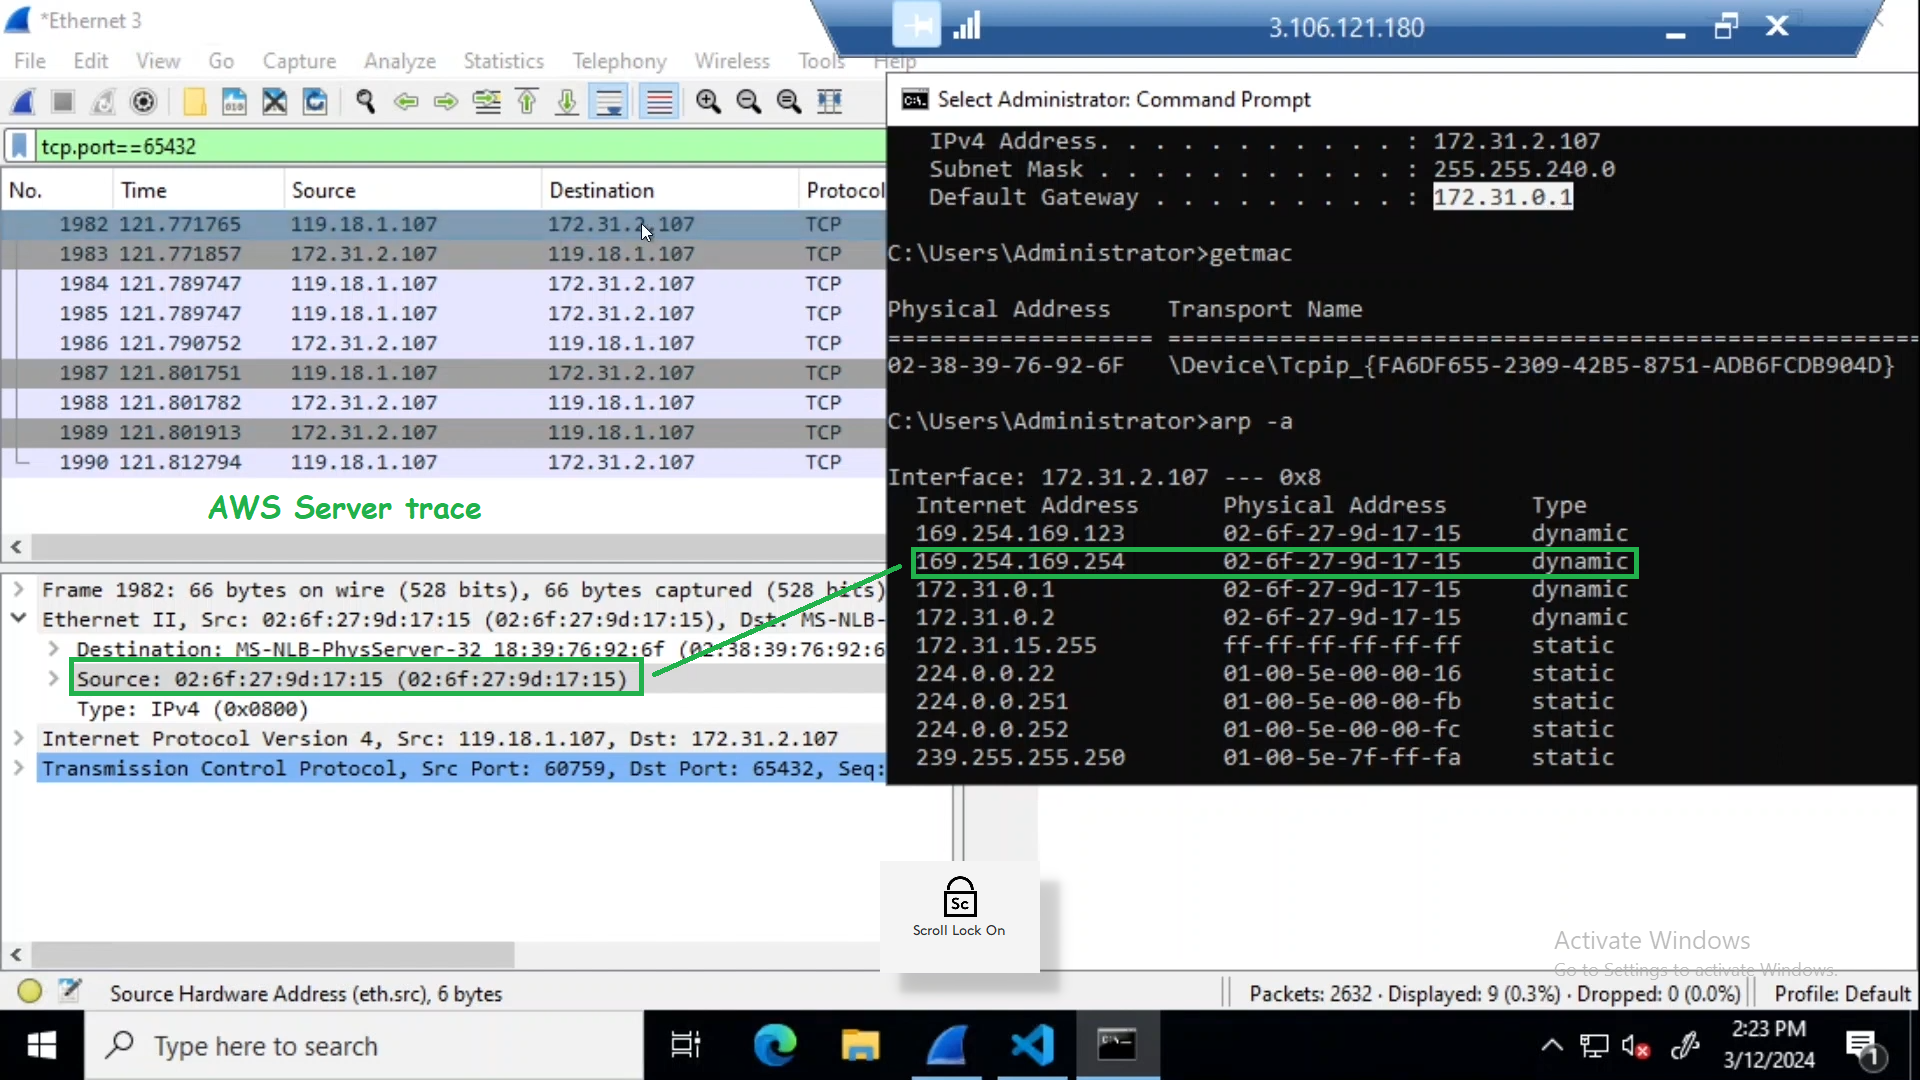 *Ethernet 3
File Edit View Go Capture Analyze Statistics Telephony Wireless Tools Help
tcp.port==65432
No. Time Source Destination Protocol
1982 121.771765 119.18.1.107 172.31.2.107 TCP
1983 121.771857 172.31.2.107 119.18.1.107 TCP
1984 121.789747 119.18.1.107 172.31.2.107 TCP
1985 121.789747 119.18.1.107 172.31.2.107 TCP
1986 121.790752 172.31.2.107 119.18.1.107 TCP
1987 121.801751 119.18.1.107 172.31.2.107 TCP
1988 121.801782 172.31.2.107 119.18.1.107 TCP
1989 121.801913 172.31.2.107 119.18.1.107 TCP
1990 121.812794 119.18.1.107 172.31.2.107 TCP
AWS Server trace
Frame 1982: 66 bytes on wire (528 bits), 66 bytes captured (528 bits)
Ethernet II, Src: 02:6f:27:9d:17:15 (02:6f:27:9d:17:15), Dst: MS-NLB-
Destination: MS-NLB-PhysServer-32_18:39:76:92:6f (02:38:39:76:92:6
Source: 02:6f:27:9d:17:15 (02:6f:27:9d:17:15)
Type: IPv4 (0x0800)
Internet Protocol Version 4, Src: 119.18.1.107, Dst: 172.31.2.107
Transmission Control Protocol, Src Port: 60759, Dst Port: 65432, Seq:
3.106.121.180
Select Administrator: Command Prompt
IPv4 Address. . . . . . . . . . . : 172.31.2.107
Subnet Mask . . . . . . . . . . . : 255.255.240.0
Default Gateway . . . . . . . . . : 172.31.0.1
C:\Users\Administrator>getmac
Physical Address Transport Name
=================== ======================================================
02-38-39-76-92-6F \Device\Tcpip_{FA6DF655-2309-42B5-8751-ADB6FCDB904D}
C:\Users\Administrator>arp -a
Interface: 172.31.2.107 --- 0x8
Internet Address Physical Address Type
169.254.169.123 02-6f-27-9d-17-15 dynamic
169.254.169.254 02-6f-27-9d-17-15 dynamic
172.31.0.1 02-6f-27-9d-17-15 dynamic
172.31.0.2 02-6f-27-9d-17-15 dynamic
172.31.15.255 ff-ff-ff-ff-ff-ff static
224.0.0.22 01-00-5e-00-00-16 static
224.0.0.251 01-00-5e-00-00-fb static
224.0.0.252 01-00-5e-00-00-fc static
239.255.255.250 01-00-5e-7f-ff-fa static
Sc
Scroll Lock On
Activate Windows
Go to Settings to activate Windows.
Source Hardware Address (eth.src), 6 bytes
Packets: 2632 · Displayed: 9 (0.3%) · Dropped: 0 (0.0%)
Profile: Default
Type here to search
2:23 PM
3/12/2024
1